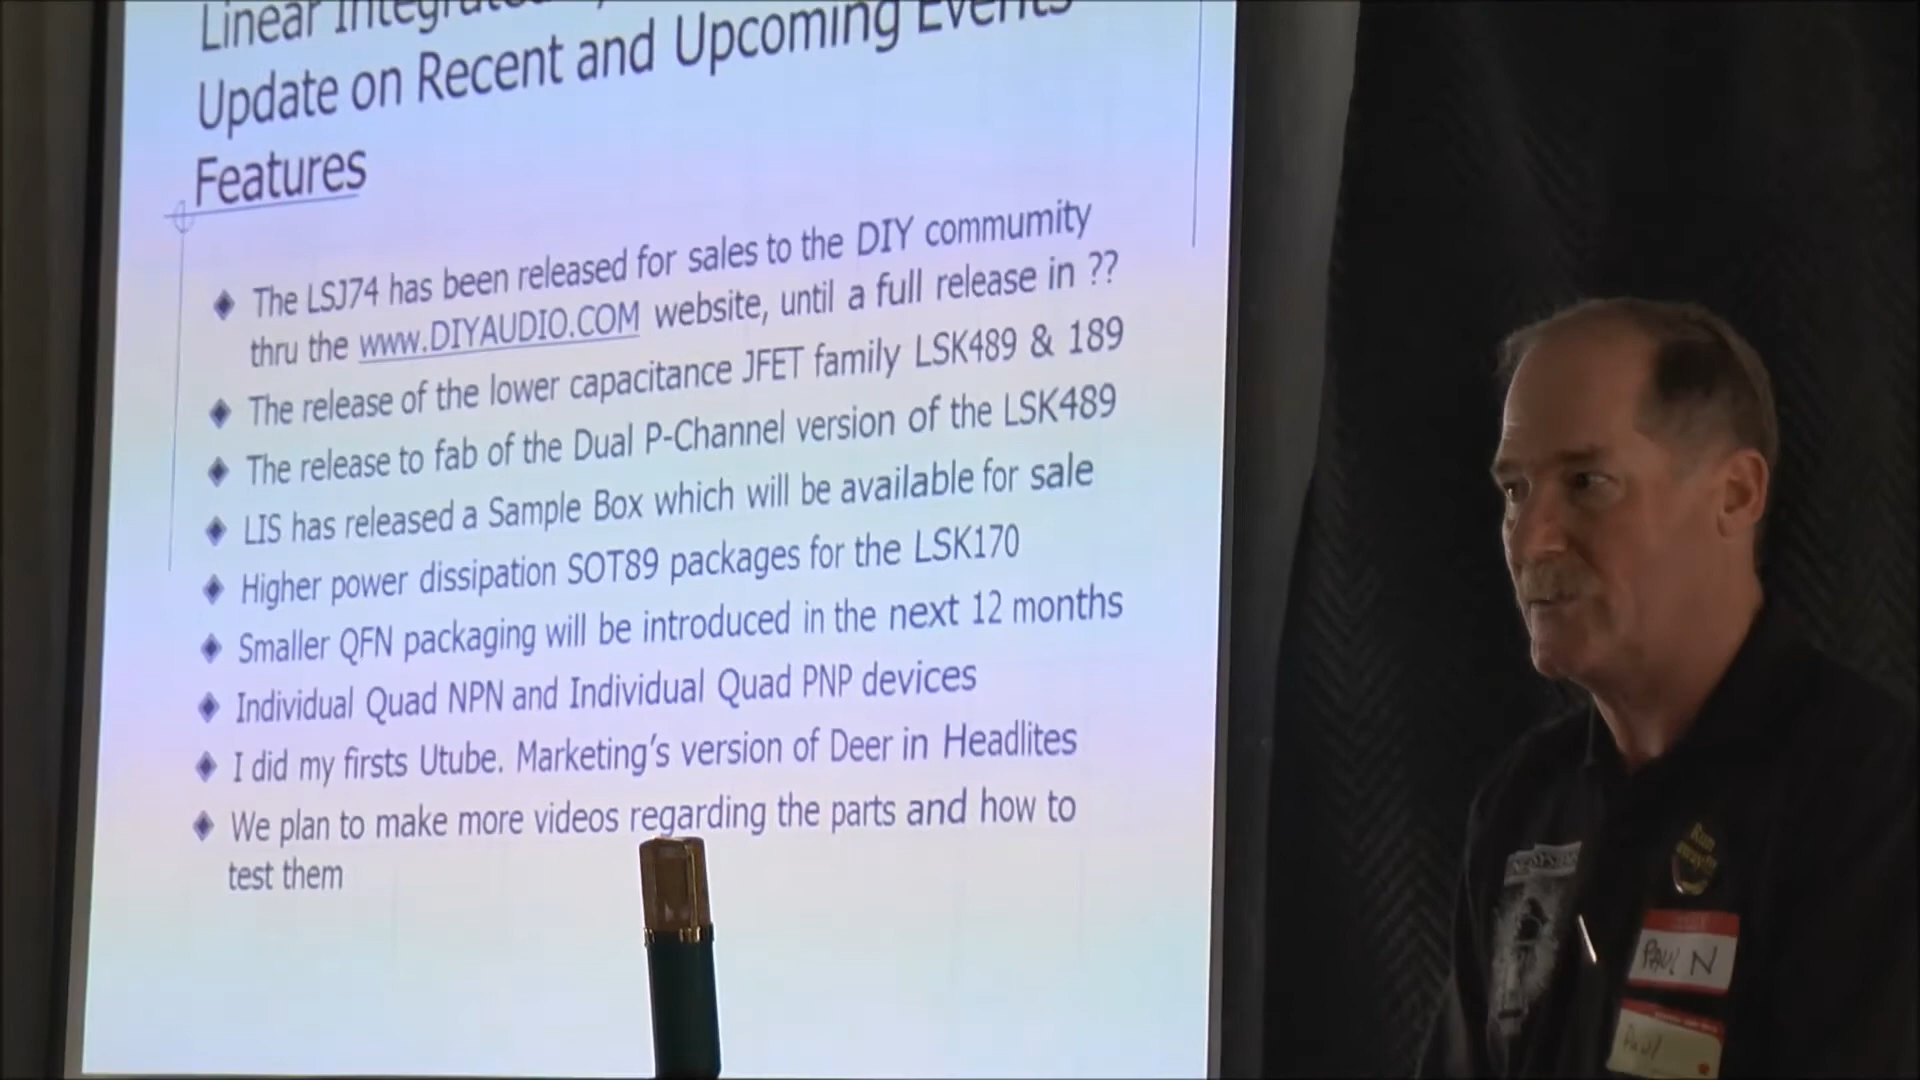 Linear
Update on Recent and Upcoming Events
Features
The LSJ74 has been released for sales to the DIY commumity
thru the www.DIYAUDIO.COM website, until a full release in ??
The release of the lower capacitance JFET family LSK489 & 189
The release to fab of the Dual P-Channel version of the LSK489
LIS has released a Sample Box which will be available for sale
Higher power dissipation SOT89 packages for the LSK170
Smaller QFN packaging will be introduced in the next 12 months
Individual Quad NPN and Individual Quad PNP devices
I did my firsts Utube. Marketing's version of Deer in Headlites
We plan to make more videos regarding the parts and how to
test them
Run
PAUL N
Paul